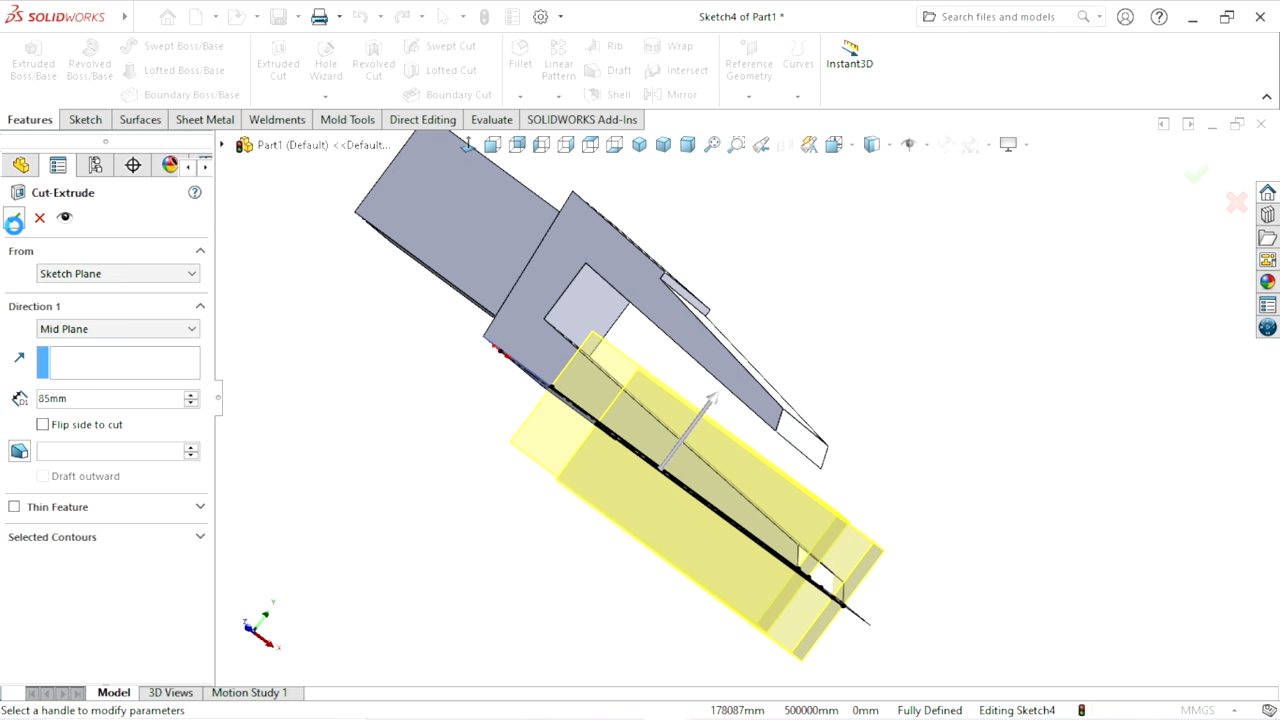 SOLIDWORKS
Sketch4 of Part1 *
Search files and models
Extruded Boss/Base
Revolved Boss/Base
Swept Boss/Base
Lofted Boss/Base
Boundary Boss/Base
Extruded Cut
Hole Wizard
Revolved Cut
Swept Cut
Lofted Cut
Boundary Cut
Fillet
Linear Pattern
Rib
Draft
Shell
Wrap
Intersect
Mirror
Reference Geometry
Curves
Instant3D
Features
Sketch
Surfaces
Sheet Metal
Weldments
Mold Tools
Direct Editing
Evaluate
SOLIDWORKS Add-Ins
Part1 (Default) <<Default...
Cut-Extrude
From
Sketch Plane
Direction 1
Mid Plane
D1
85mm
Flip side to cut
Draft outward
Thin Feature
Selected Contours
Y
Z
X
Model
3D Views
Motion Study 1
Select a handle to modify parameters
178087mm
500000mm
0mm
Fully Defined
Editing Sketch4
MMGS